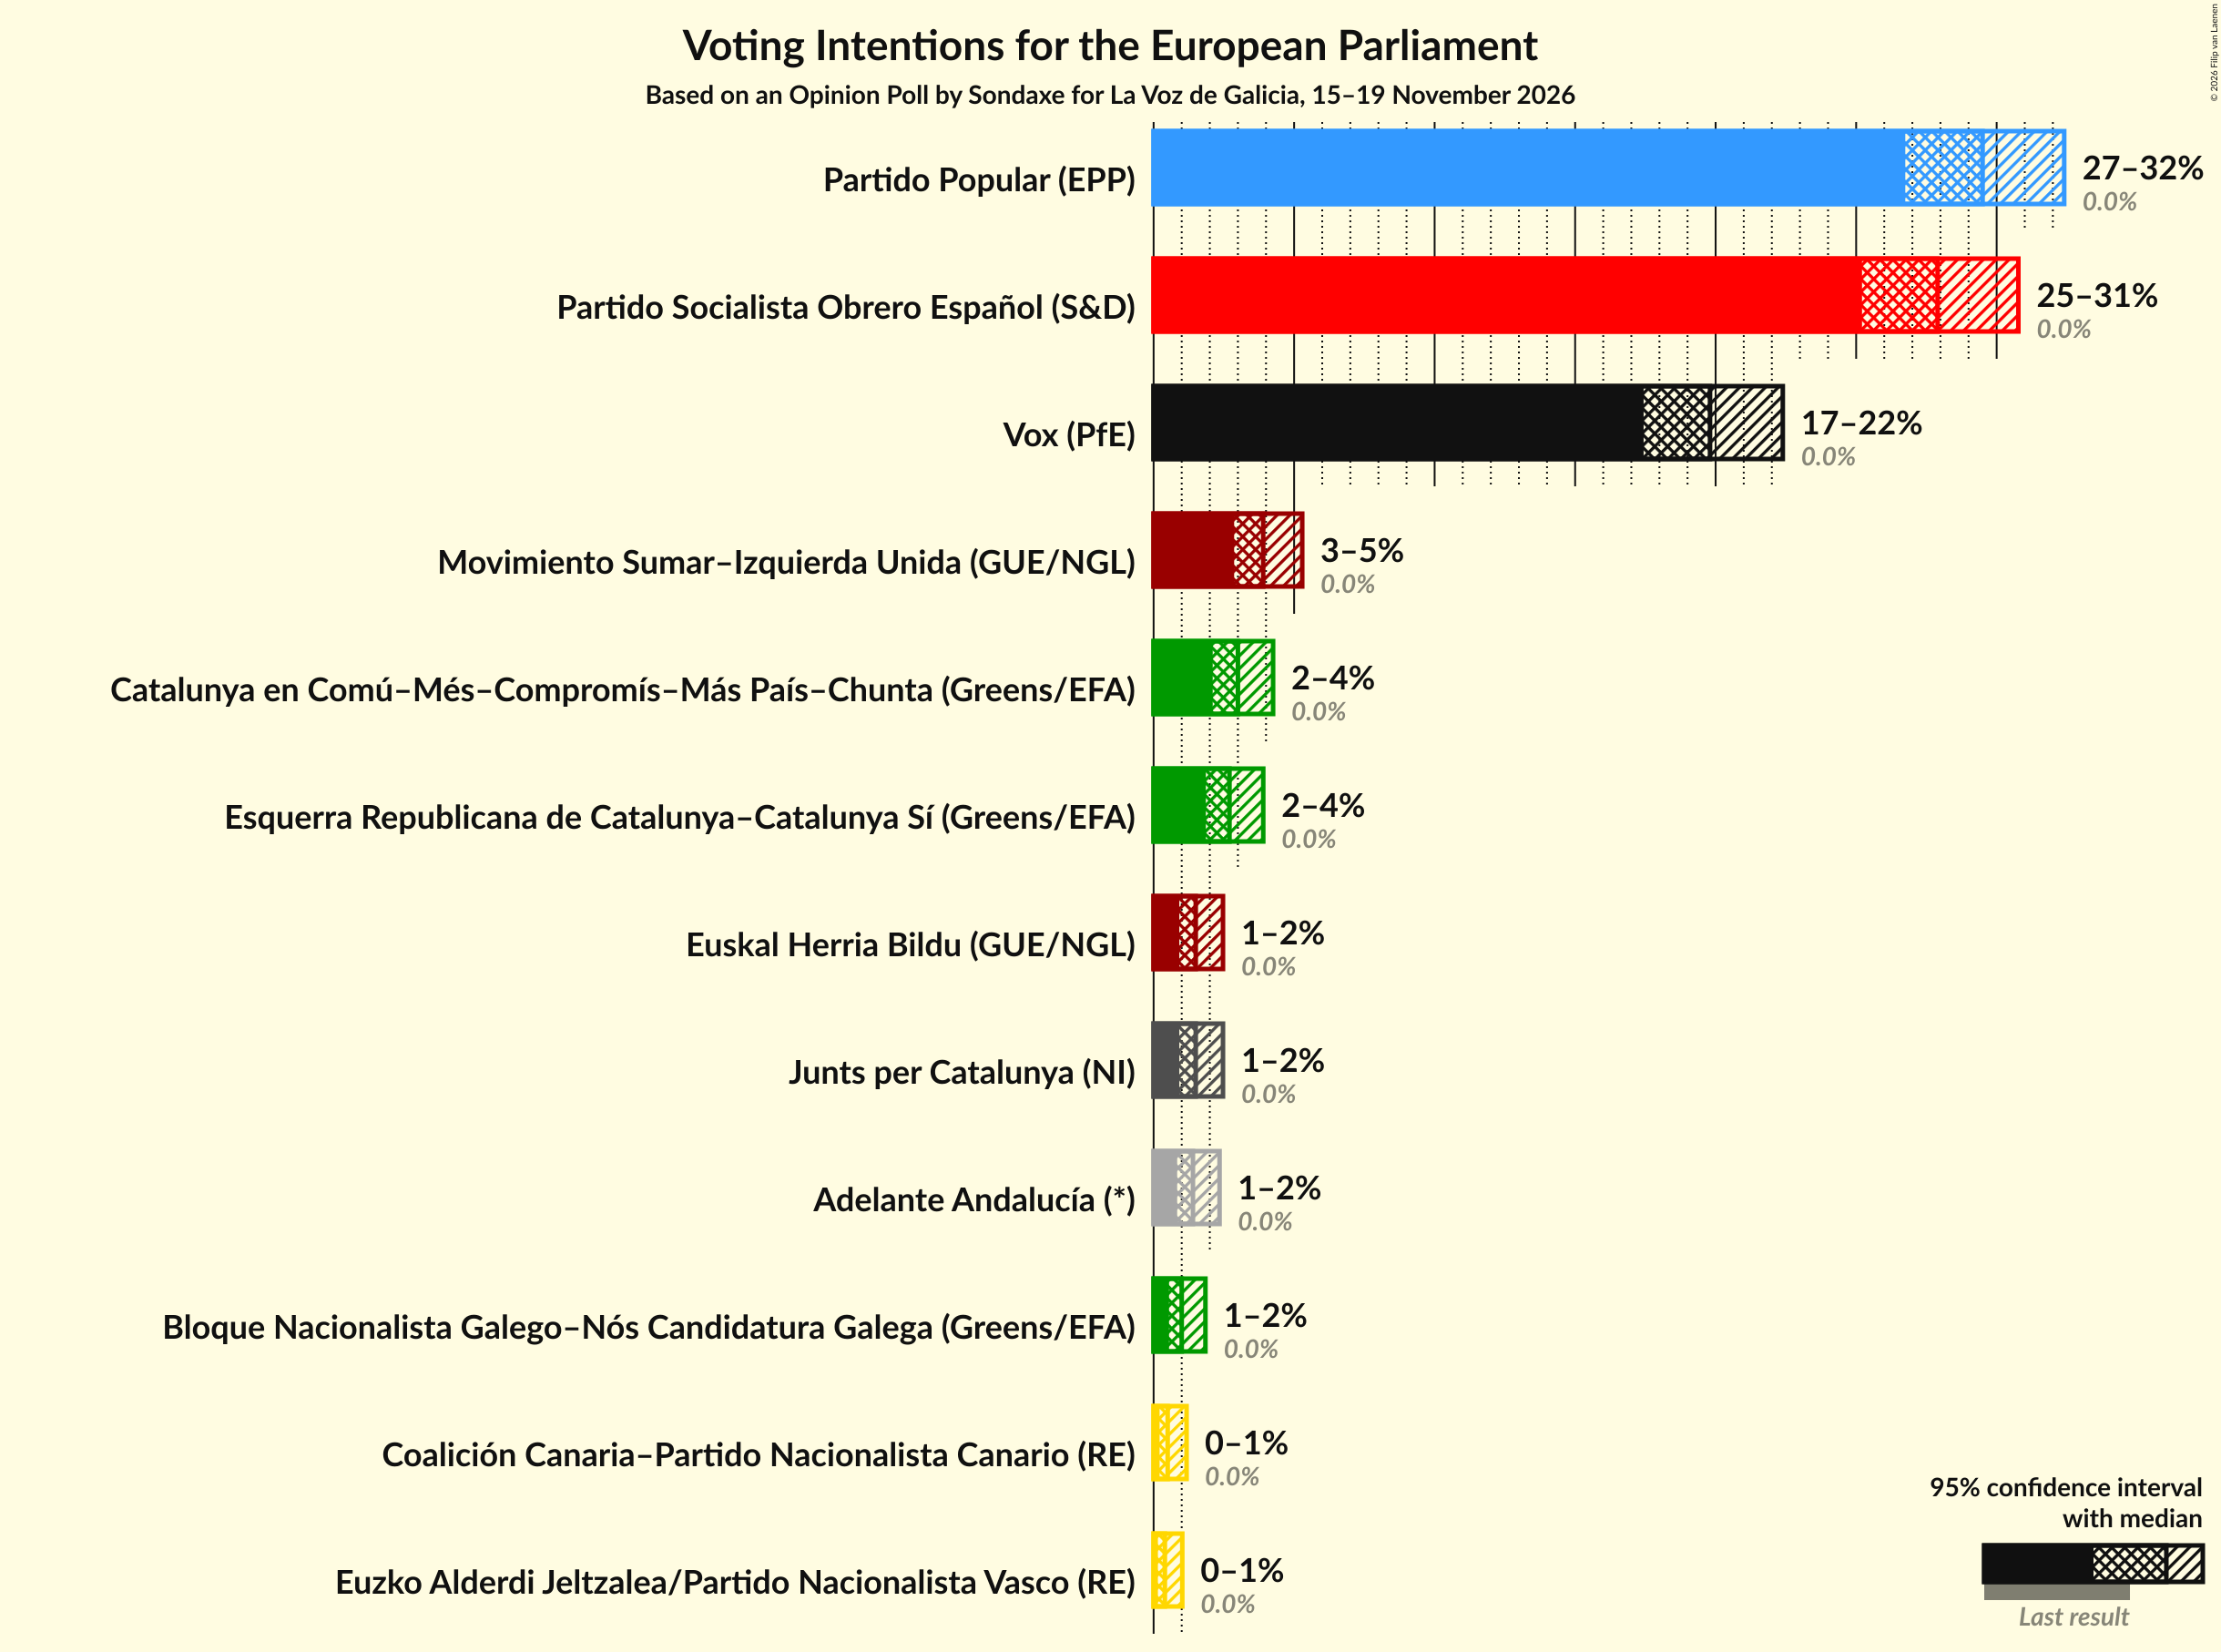 Voting Intentions for the European Parliament
Based on an Opinion Poll by Sondaxe for La Voz de Galicia, 15–19 November 2026
© 2026 Filip van Laenen
Partido Popular (EPP)
27–32%
0.0%
Partido Socialista Obrero Español (S&D)
25–31%
0.0%
Vox (PfE)
17–22%
0.0%
Movimiento Sumar–Izquierda Unida (GUE/NGL)
3–5%
0.0%
Catalunya en Comú–Més–Compromís–Más País–Chunta (Greens/EFA)
2–4%
0.0%
Esquerra Republicana de Catalunya–Catalunya Sí (Greens/EFA)
2–4%
0.0%
Euskal Herria Bildu (GUE/NGL)
1–2%
0.0%
Junts per Catalunya (NI)
1–2%
0.0%
Adelante Andalucía (*)
1–2%
0.0%
Bloque Nacionalista Galego–Nós Candidatura Galega (Greens/EFA)
1–2%
0.0%
Coalición Canaria–Partido Nacionalista Canario (RE)
0–1%
0.0%
Euzko Alderdi Jeltzalea/Partido Nacionalista Vasco (RE)
0–1%
0.0%
95% confidence interval
with median
Last result